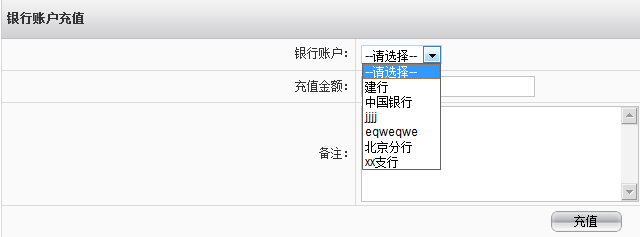 银行账户充值
银行账户：
--请选择--
--请选择--
建行
中国银行
jjjj
eqweqwe
北京分行
xx支行
充值金额：
备注：
充值